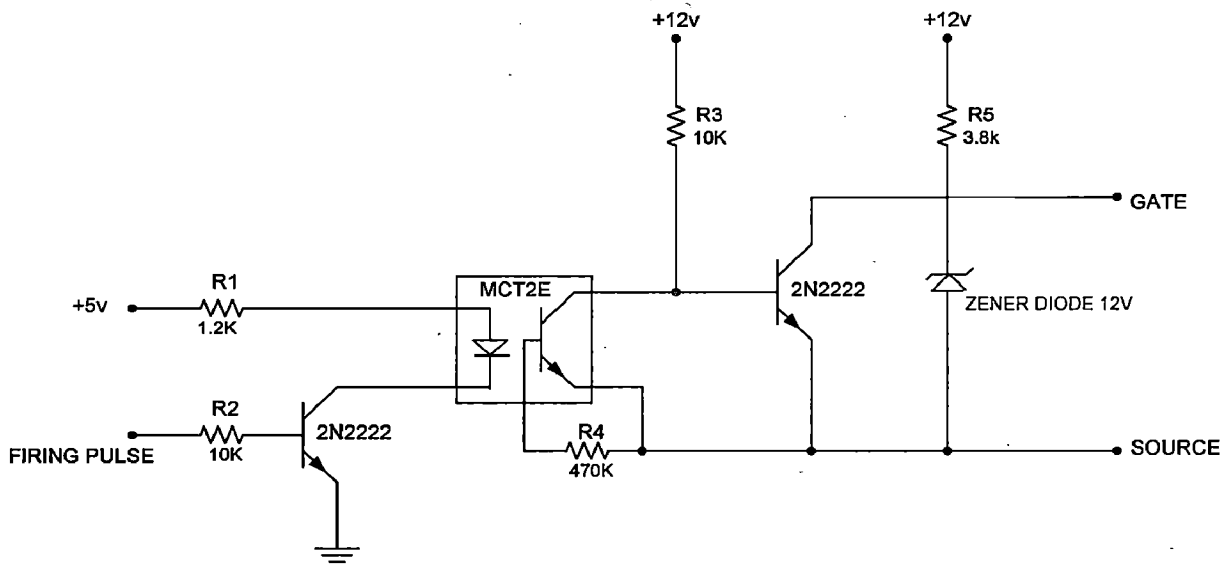 +12v
+12v
R3
10K
R5
3.8k
GATE
R1
MCT2E
2N2222
ZENER DIODE 12V
+5v
1.2K
R2
2N2222
R4
FIRING PULSE
10K
470K
SOURCE